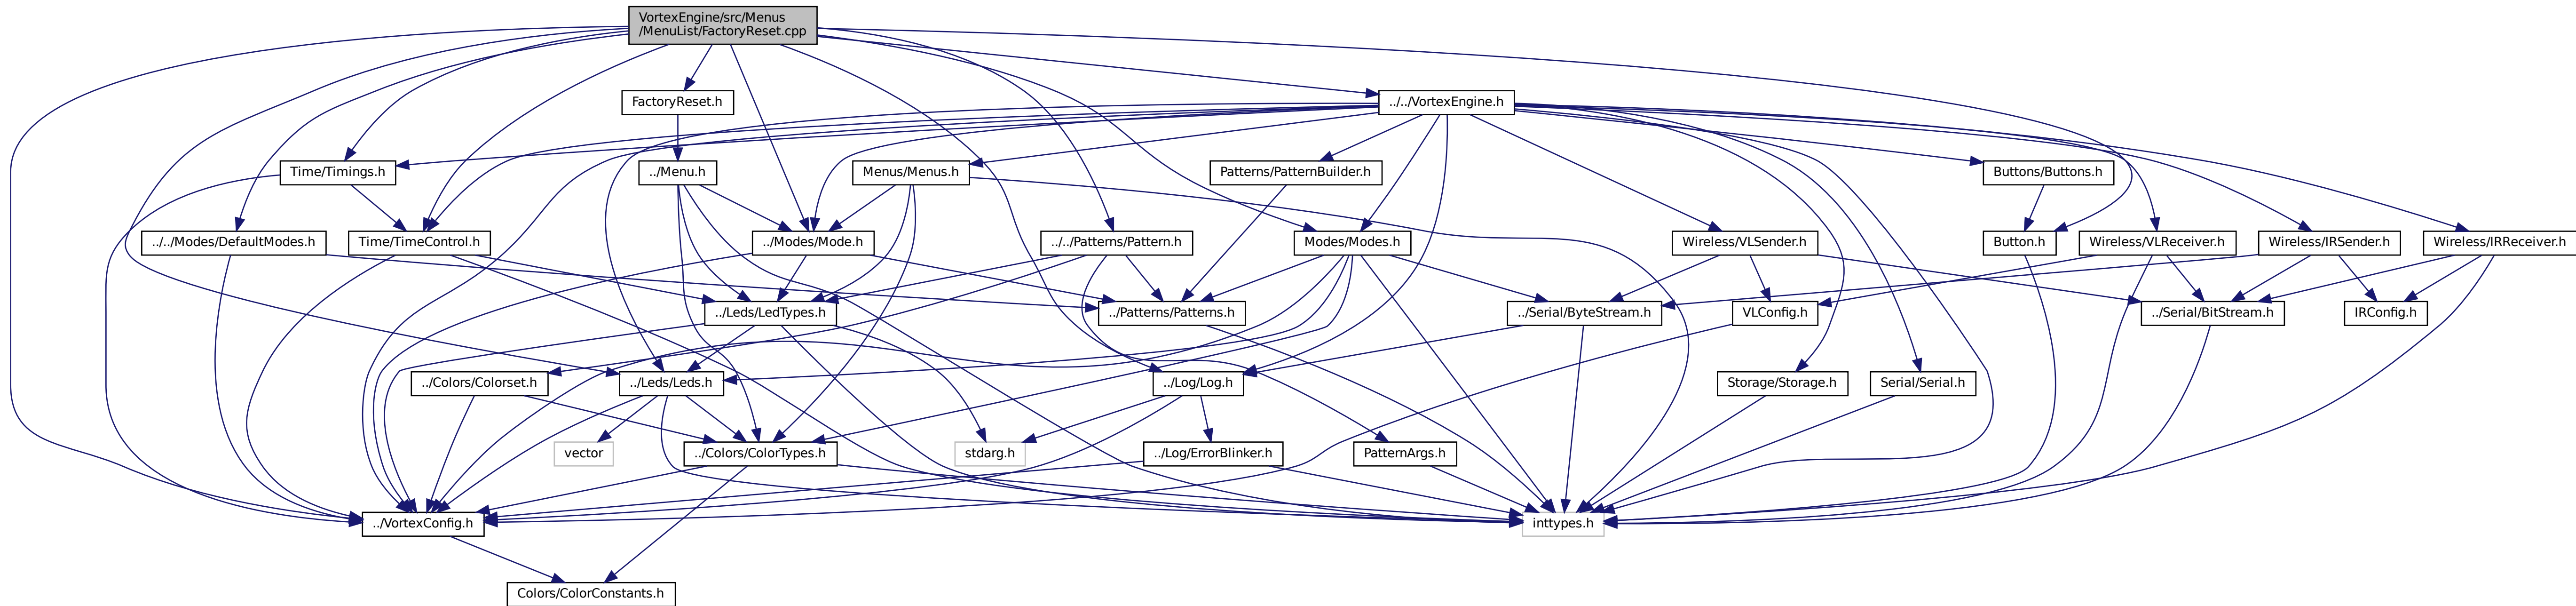 VortexEngine/src/Menus
/MenuList/FactoryReset.cpp
FactoryReset.h
../../VortexEngine.h
Time/Timings.h
../Menu.h
Menus/Menus.h
Patterns/PatternBuilder.h
Buttons/Buttons.h
../../Modes/DefaultModes.h
Time/TimeControl.h
../Modes/Mode.h
../../Patterns/Pattern.h
Modes/Modes.h
Wireless/VLSender.h
Button.h
Wireless/VLReceiver.h
Wireless/IRSender.h
Wireless/IRReceiver.h
../Leds/LedTypes.h
../Patterns/Patterns.h
../Serial/ByteStream.h
VLConfig.h
../Serial/BitStream.h
IRConfig.h
../Colors/Colorset.h
../Leds/Leds.h
../Log/Log.h
Storage/Storage.h
Serial/Serial.h
vector
../Colors/ColorTypes.h
stdarg.h
../Log/ErrorBlinker.h
PatternArgs.h
../VortexConfig.h
inttypes.h
Colors/ColorConstants.h